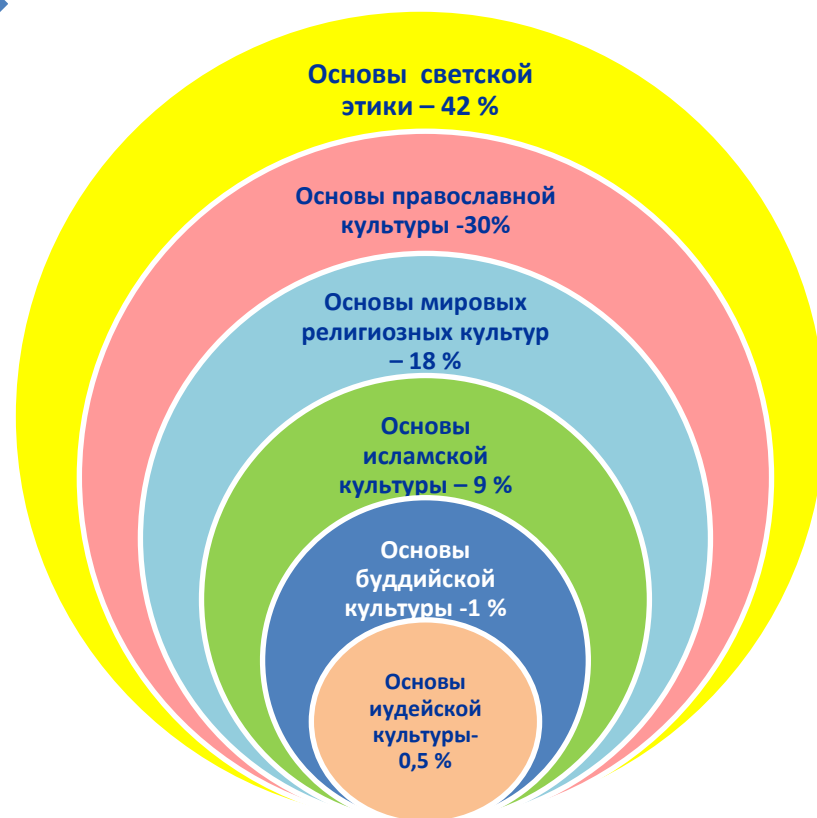 Основы светской
этики – 42 %
Основы православной
культуры -30%
Основы мировых
религиозных культур
– 18 %
Основы
исламской
культуры – 9 %
Основы
буддийской
культуры -1 %
Основы
иудейской
культуры-
0,5 %